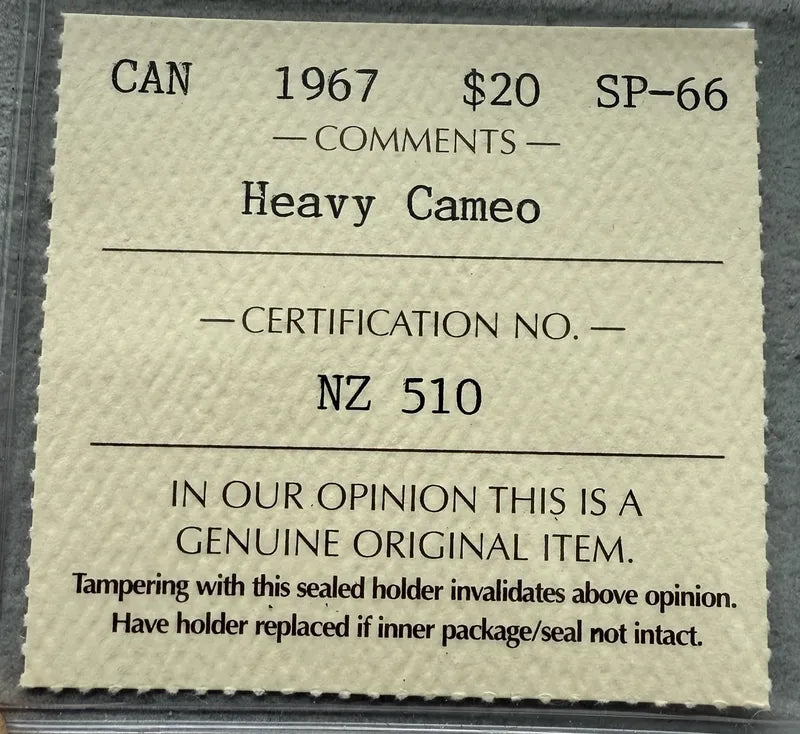 CAN 1967 $20 SP-66
— COMMENTS —
Heavy Cameo
— CERTIFICATION NO. —
NZ 510
IN OUR OPINION THIS IS A
GENUINE ORIGINAL ITEM.
Tampering with this sealed holder invalidates above opinion.
Have holder replaced if inner package/seal not intact.